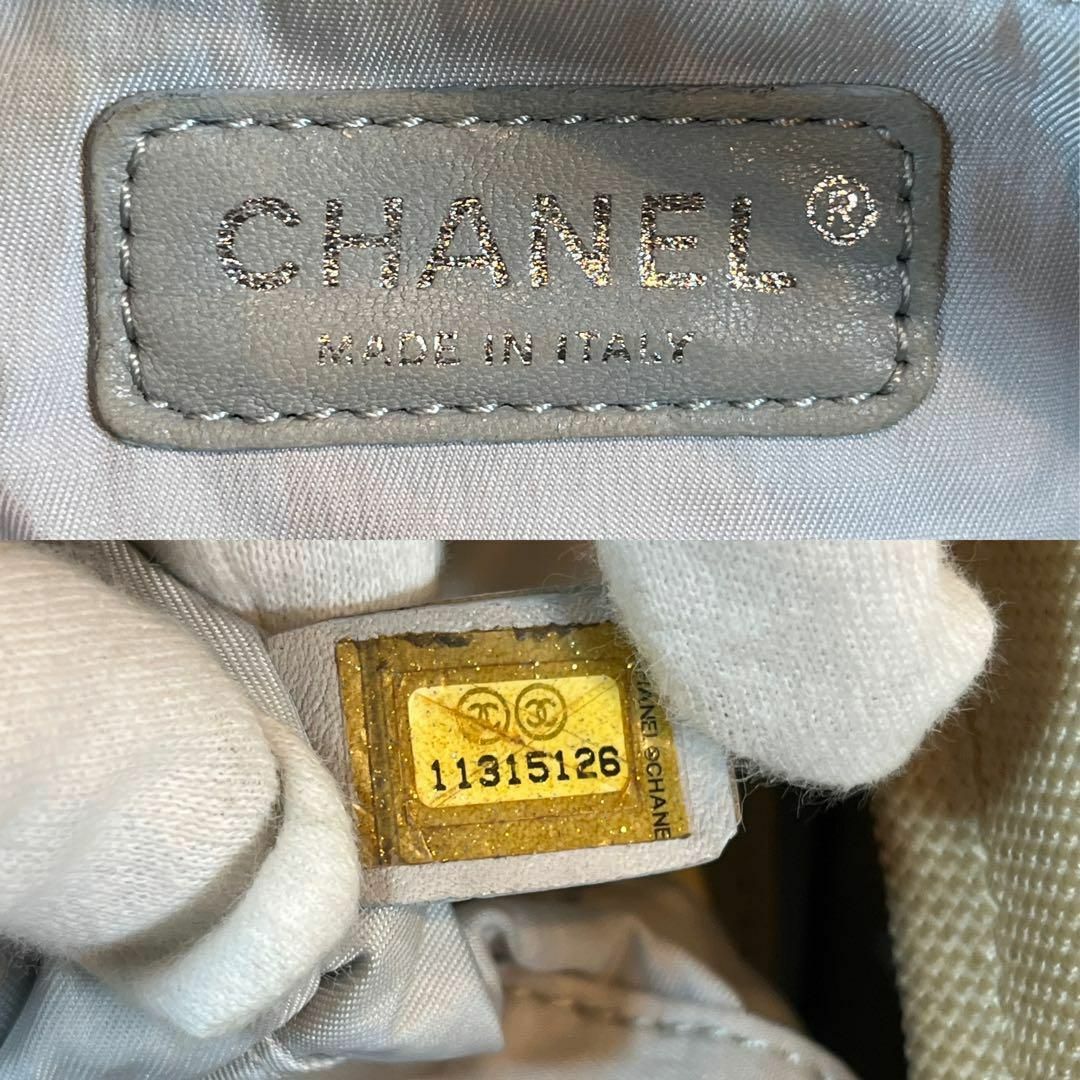 CHANEL ®
MADE IN ITALY
11315126
CHANEL ©CHANE